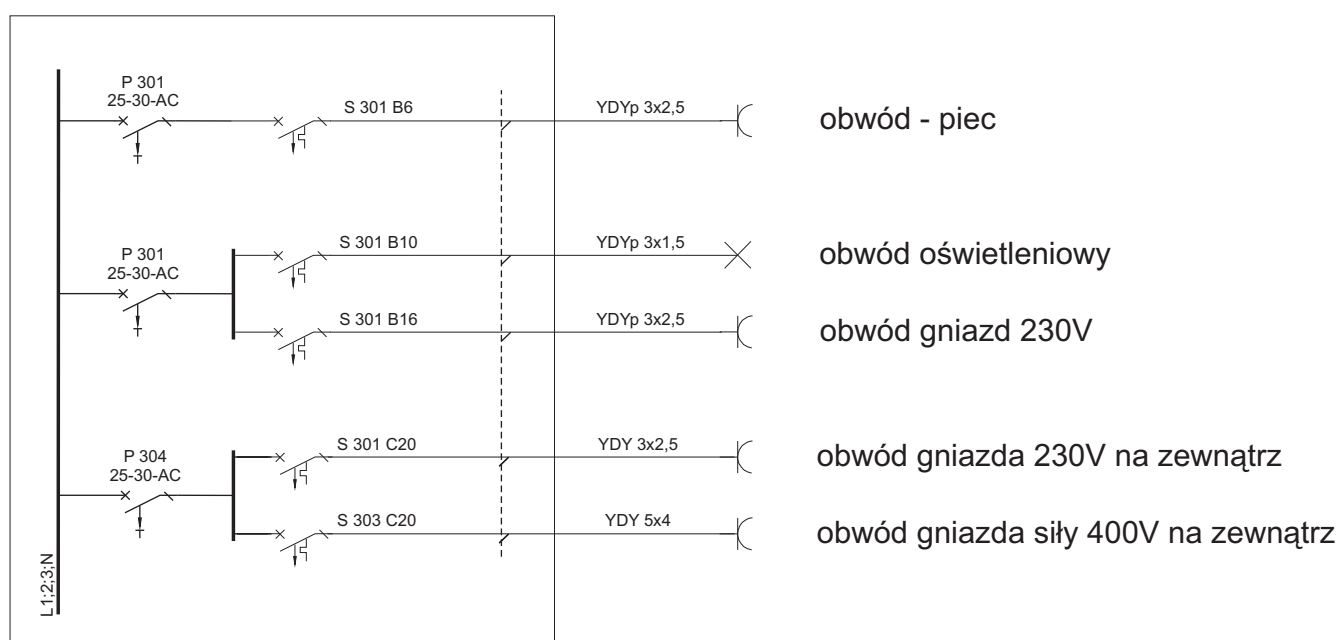 P 301
25-30-AC
S 301 B6
YDYp 3x2,5
obwód - piec
P 301
25-30-AC
S 301 B10
YDYp 3x1,5
obwód oświetleniowy
S 301 B16
YDYp 3x2,5
obwód gniazd 230V
P 304
25-30-AC
S 301 C20
YDY 3x2,5
obwód gniazda 230V na zewnątrz
S 303 C20
YDY 5x4
obwód gniazda siły 400V na zewnątrz
L1;2;3;N